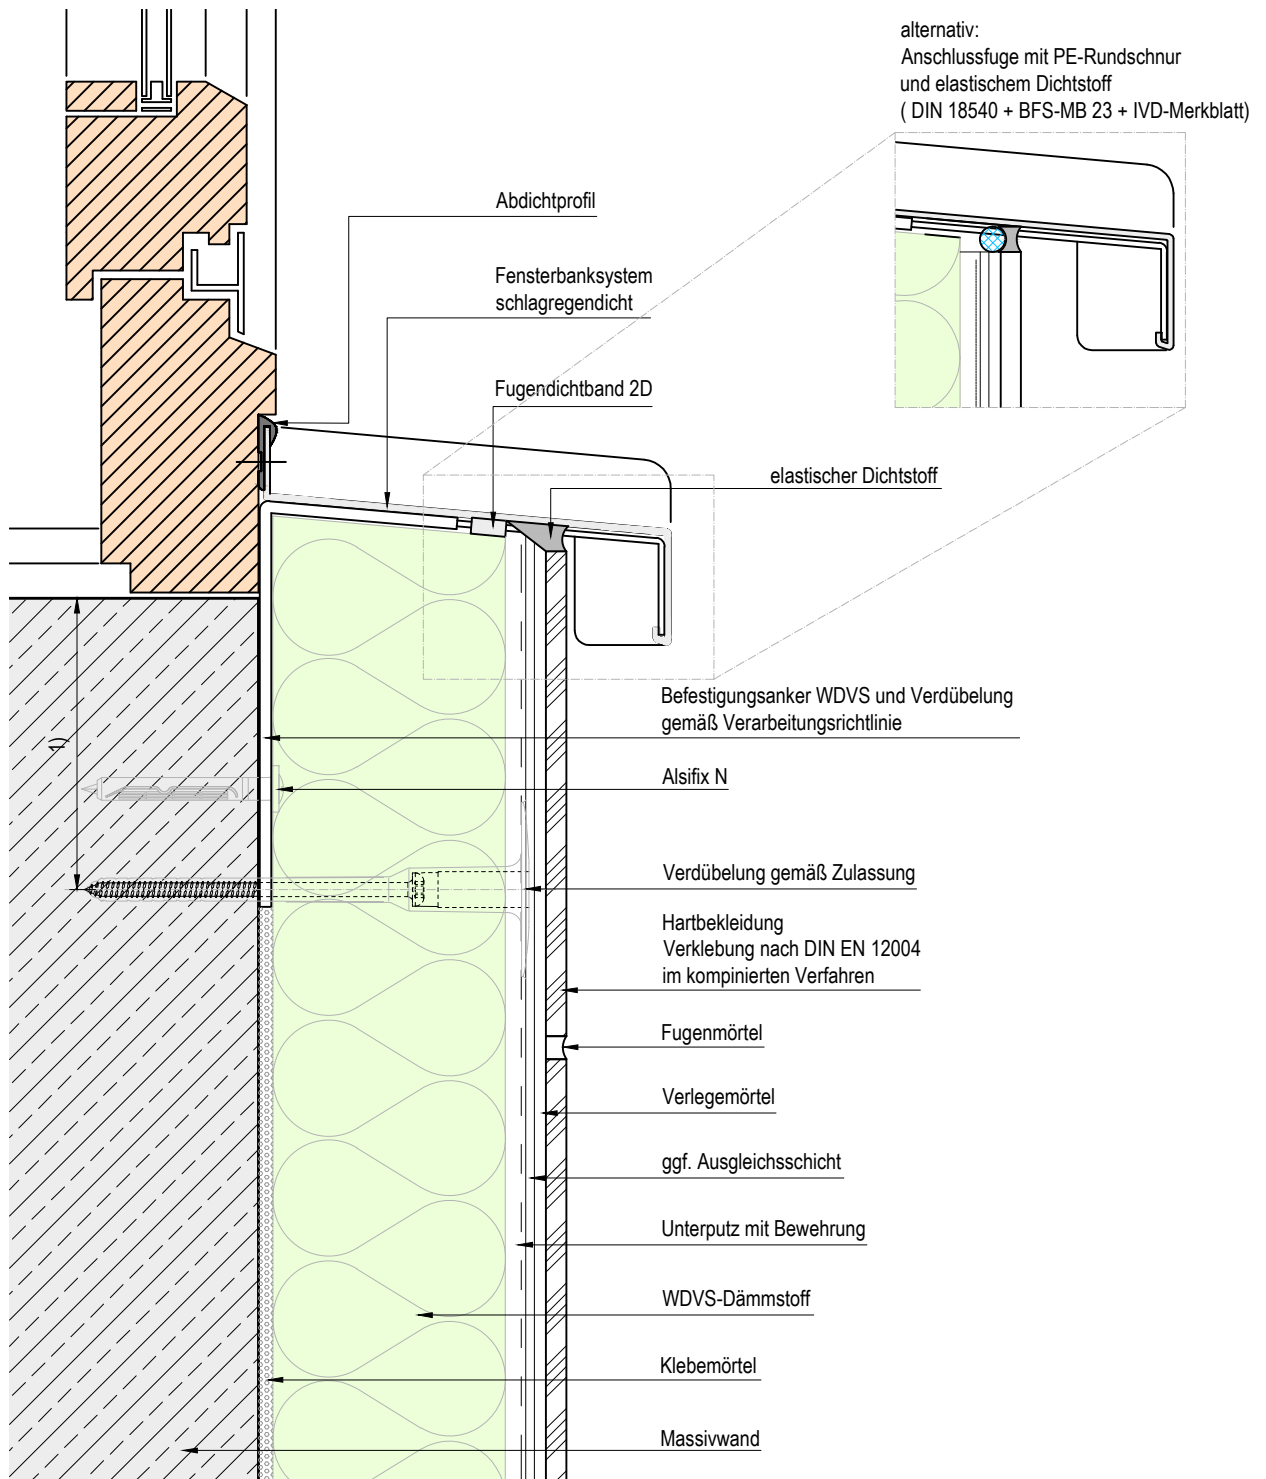 alternativ:
Anschlussfuge mit PE-Rundschnur
und elastischem Dichtstoff
( DIN 18540 + BFS-MB 23 + IVD-Merkblatt)
Abdichtprofil
Fensterbanksystem
schlagregendicht
Fugendichtband 2D
elastischer Dichtstoff
Befestigungsanker WDVS und Verdübelung
gemäß Verarbeitungsrichtlinie
1)
Alsifix N
Verdübelung gemäß Zulassung
Hartbekleidung
Verklebung nach DIN EN 12004
im kompinierten Verfahren
Fugenmörtel
Verlegemörtel
ggf. Ausgleichsschicht
Unterputz mit Bewehrung
WDVS-Dämmstoff
Klebemörtel
Massivwand